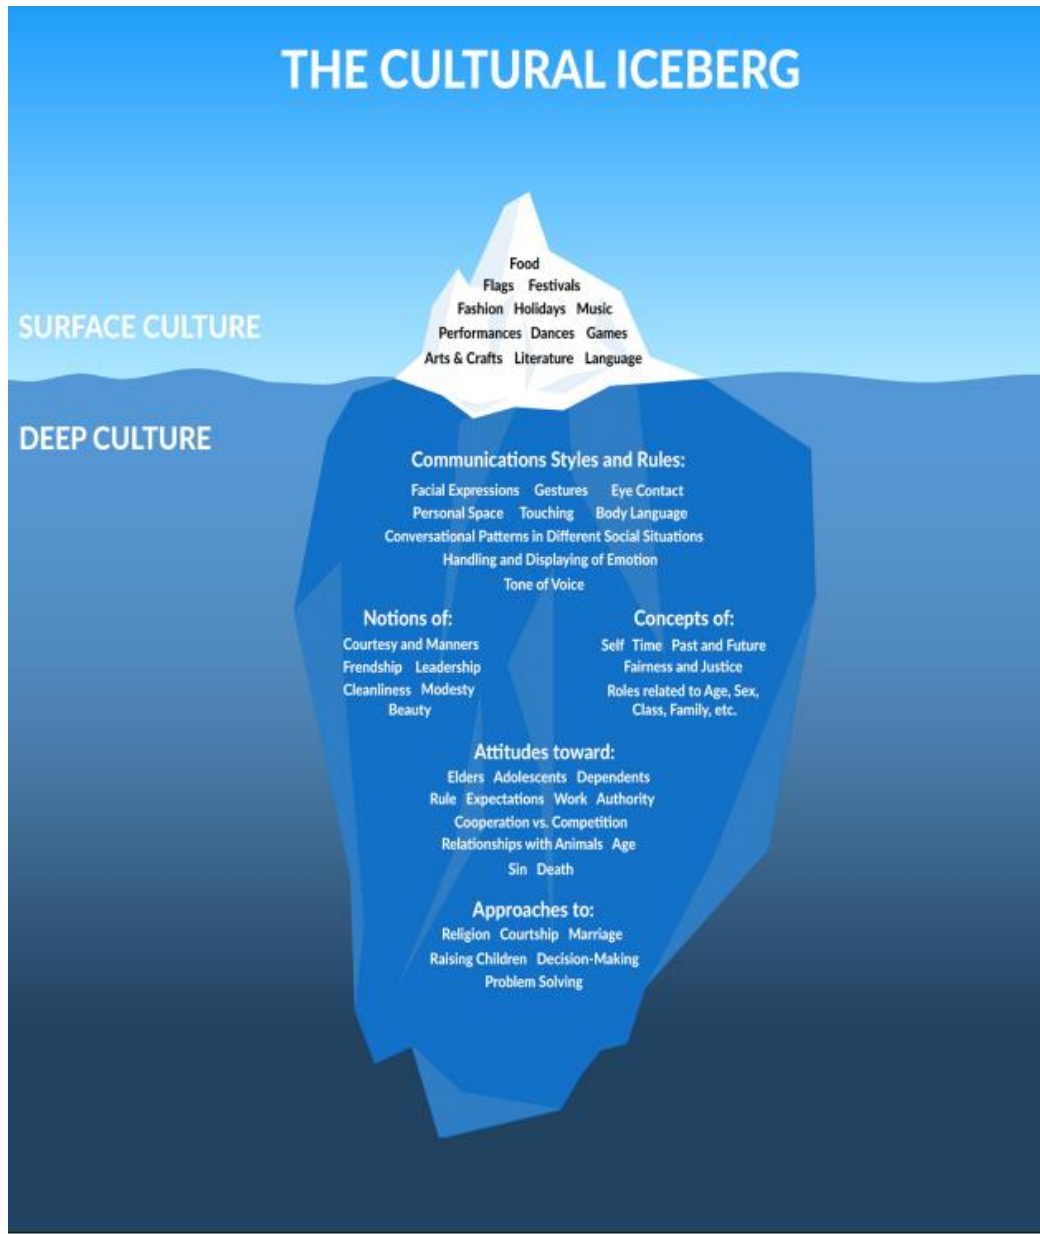 THE CULTURAL ICEBERG
Food
Flags Festivals
Fashion Holidays Music
SURFACE CULTURE
Performances Dances Games
Arts & Crafts Literature Language
DEEP CULTURE
Communications Styles and Rules:
Facial Expressions Gestures Eye Contact
Personal Space Touching Body Language
Conversational Patterns in Different Social Situations
Handling and Displaying of Emotion
Tone of Voice
Notions of:
Courtesy and Manners
Frendship Leadership
Cleanliness Modesty
Beauty
Concepts of:
Self Time Past and Future
Fairness and Justice
Roles related to Age, Sex,
Class, Family, etc.
Attitudes toward:
Elders Adolescents Dependents
Rule Expectations Work Authority
Cooperation vs. Competition
Relationships with Animals Age
Sin Death
Approaches to:
Religion Courtship Marriage
Raising Children Decision-Making
Problem Solving